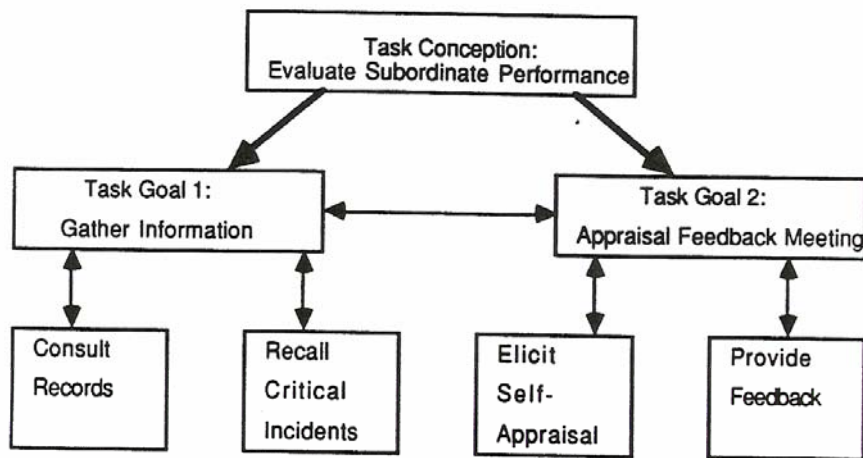 Task Conception:
Evaluate Subordinate Performance
Task Goal 1:
Gather Information
Task Goal 2:
Appraisal Feedback Meeting
Consult
Records
Recall
Critical
Incidents
Elicit
Self-
Appraisal
Provide
Feedback